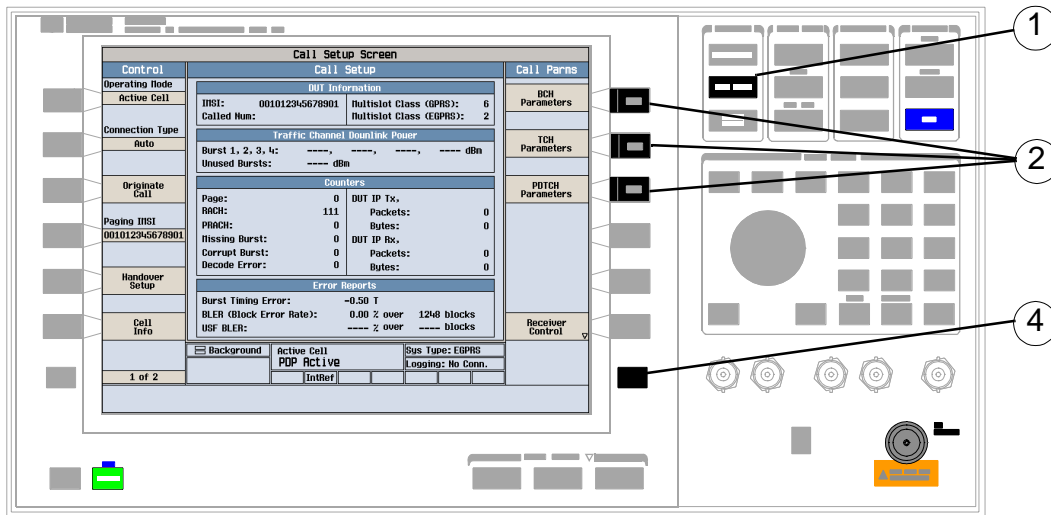 1
Call Setup Screen
Control
Call Setup
Call Parms
Operating Mode
Active Cell
Connection Type
Auto
Originate
Call
Paging IMSI
001012345678901
Handover
Setup
Cell
Info
1 of 2
DUT Information
IMSI: 001012345678901
Called Num:
Multislot Class (GPRS): 6
Multislot Class (EGPRS): 2
Traffic Channel Downlink Power
Burst 1, 2, 3, 4: ----, ----, ----, ---- dBm
Unused Bursts: ---- dBm
Counters
Page: 0
RACH: 111
PRACH: 0
Missing Burst: 0
Corrupt Burst: 0
Decode Error: 0
DUT IP Tx,
Packets: 0
Bytes: 0
DUT IP Rx,
Packets: 0
Bytes: 0
Error Reports
Burst Timing Error: -0.50 T
BLER (Block Error Rate): 0.00 % over 1248 blocks
USF BLER: ---- % over ---- blocks
Background
Active Cell
PDP Active
Sys Type: EGPRS
Logging: No Conn.
IntRef
BCH
Parameters
TCH
Parameters
PDTCH
Parameters
Receiver
Control
2
4